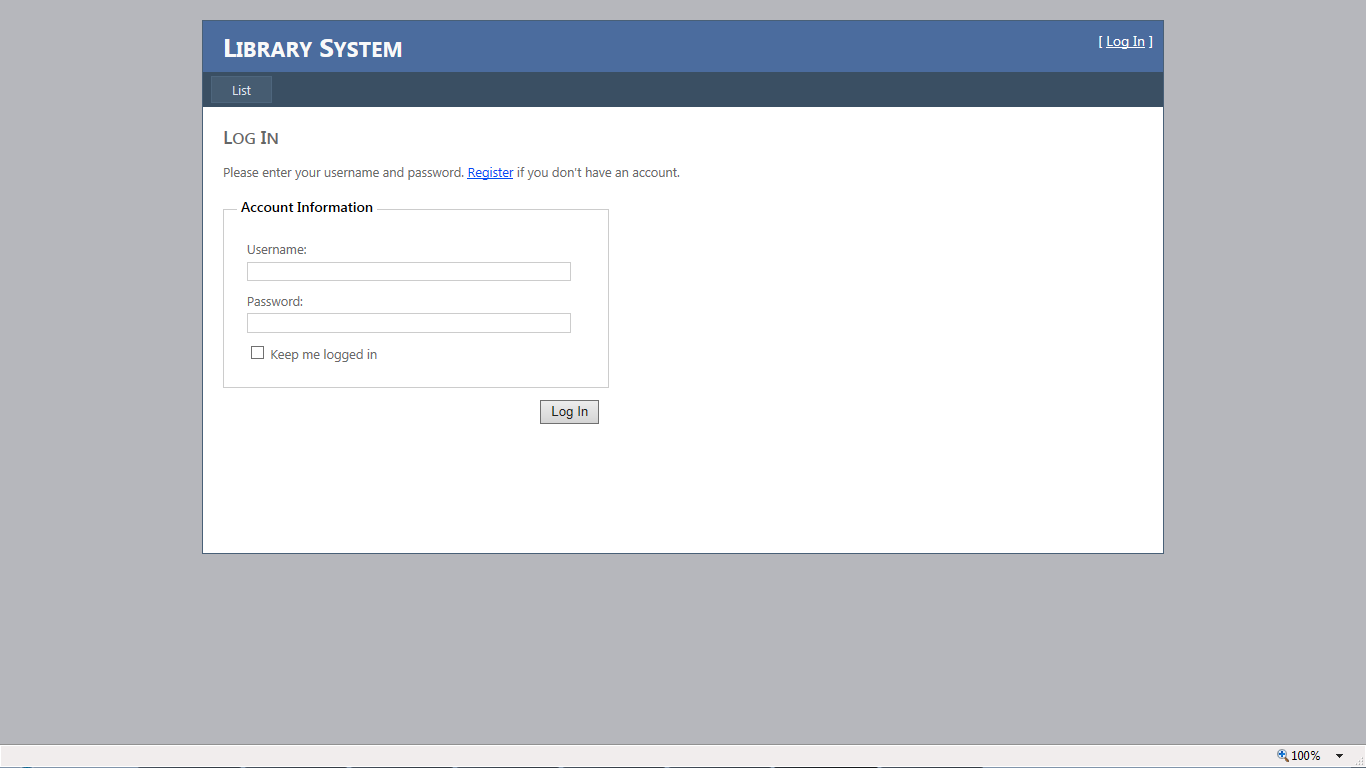 Library System
[ Log In ]
List
Log In
Please enter your username and password. Register if you don't have an account.
Account Information
Username:
Password:
Keep me logged in
Log In
100%